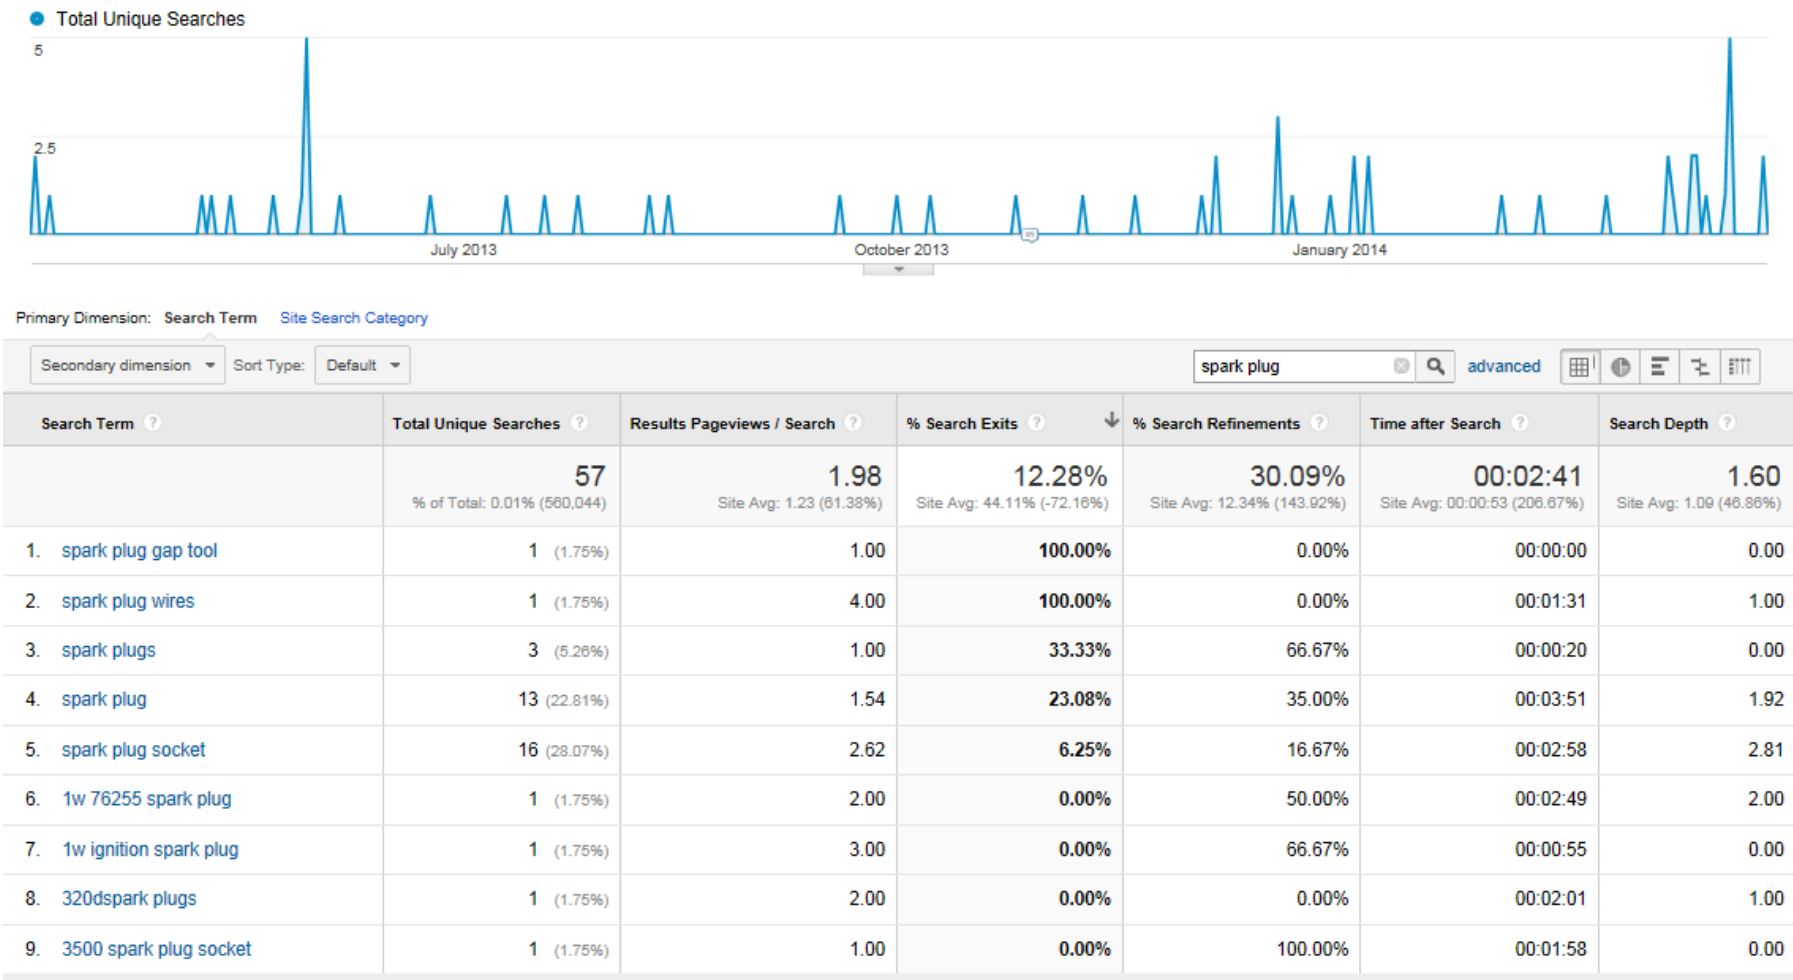 Total Unique Searches
5
2.5
July 2013 October 2013 January 2014
Primary Dimension: Search Term Site Search Category
Secondary dimension Sort Type: Default spark plug advanced
Search Term ? Total Unique Searches ? Results Pageviews / Search ? % Search Exits ? % Search Refinements ? Time after Search ? Search Depth ?
57 1.98 12.28% 30.09% 00:02:41 1.60
% of Total: 0.01% (560,044) Site Avg: 1.23 (61.38%) Site Avg: 44.11% (-72.16%) Site Avg: 12.34% (143.92%) Site Avg: 00:00:53 (206.67%) Site Avg: 1.09 (46.86%)
1. spark plug gap tool 1 (1.75%) 1.00 100.00% 0.00% 00:00:00 0.00
2. spark plug wires 1 (1.75%) 4.00 100.00% 0.00% 00:01:31 1.00
3. spark plugs 3 (5.26%) 1.00 33.33% 66.67% 00:00:20 0.00
4. spark plug 13 (22.81%) 1.54 23.08% 35.00% 00:03:51 1.92
5. spark plug socket 16 (28.07%) 2.62 6.25% 16.67% 00:02:58 2.81
6. 1w 76255 spark plug 1 (1.75%) 2.00 0.00% 50.00% 00:02:49 2.00
7. 1w ignition spark plug 1 (1.75%) 3.00 0.00% 66.67% 00:00:55 0.00
8. 320dspark plugs 1 (1.75%) 2.00 0.00% 0.00% 00:02:01 1.00
9. 3500 spark plug socket 1 (1.75%) 1.00 0.00% 100.00% 00:01:58 0.00